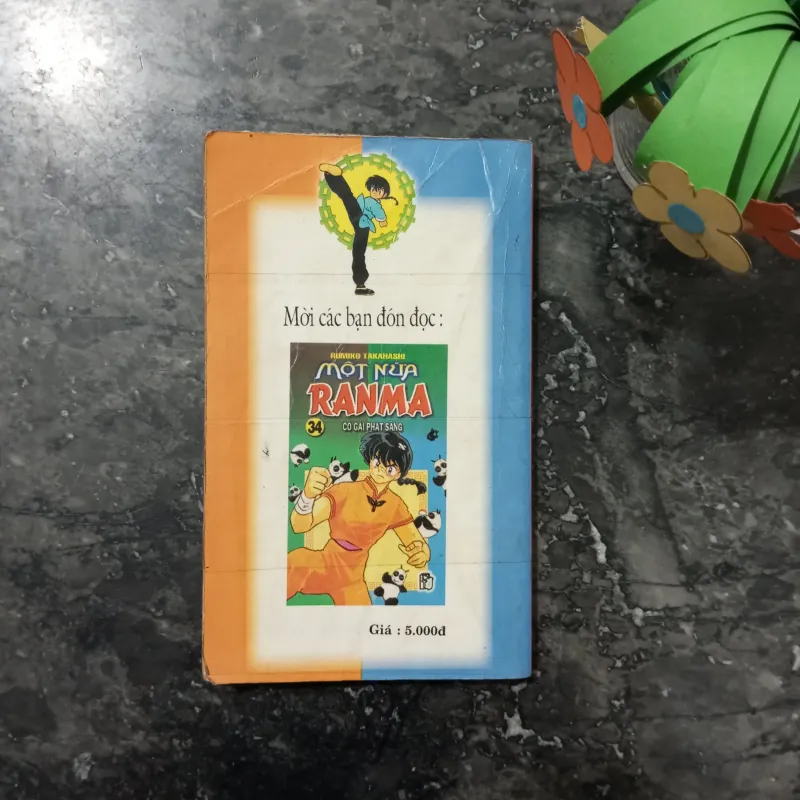 Mời các bạn đón đọc :
RUMIKO TAKAHASHI
MỘT NỬA
RANMA
34
CÔ GÁI PHÁT SÁNG
Giá : 5.000đ